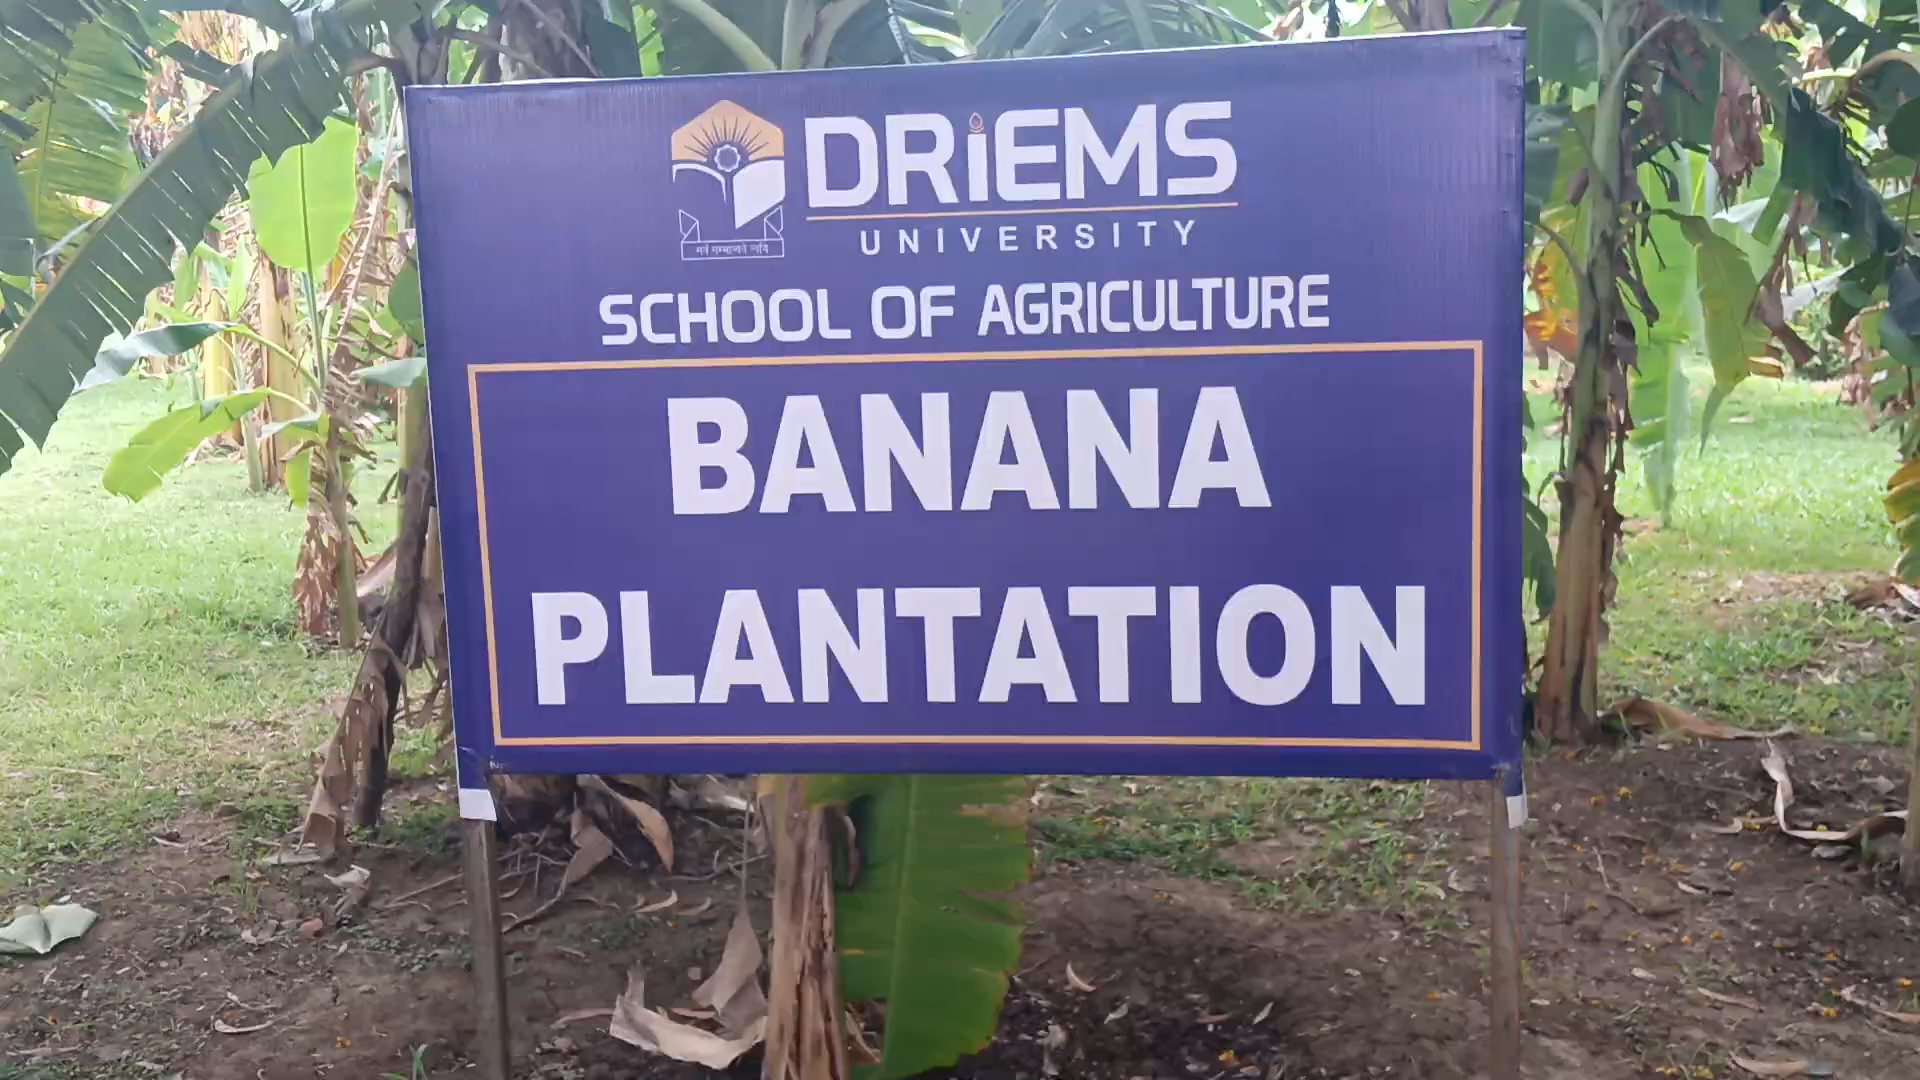 DRiEMS
UNIVERSITY
SCHOOL OF AGRICULTURE
BANANA
PLANTATION